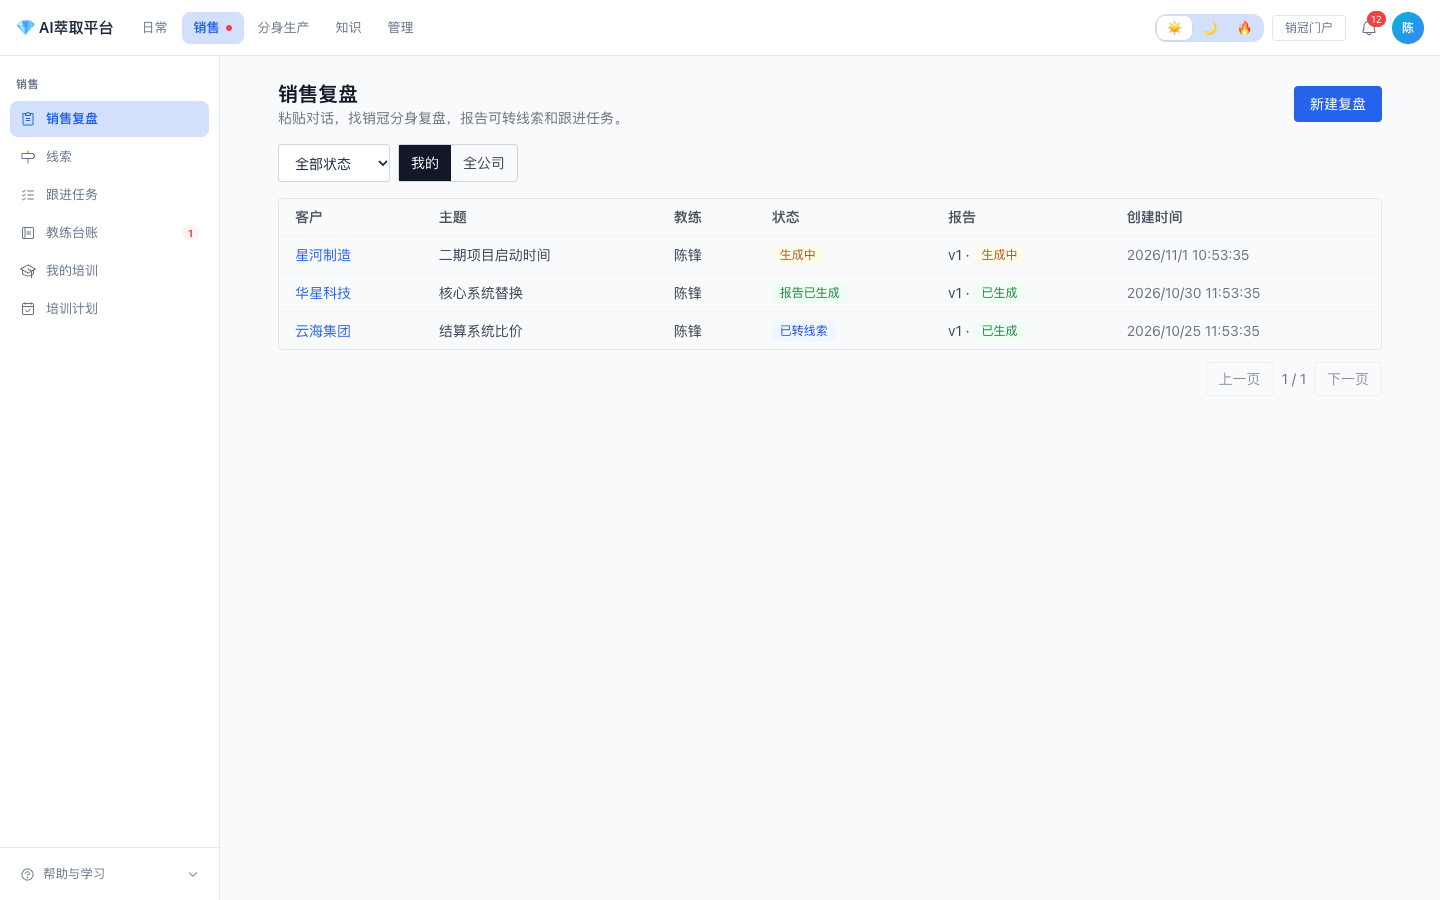 AI萃取平台 日常 销售 分身生产 知识 管理 销冠门户 12 陈
销售
销售复盘
线索
跟进任务
教练台账 1
我的培训
培训计划
帮助与学习
销售复盘
粘贴对话，找销冠分身复盘，报告可转线索和跟进任务。
新建复盘
全部状态 我的 全公司
客户 主题 教练 状态 报告 创建时间
星河制造 二期项目启动时间 陈锋 生成中 v1 · 生成中 2026/11/1 10:53:35
华星科技 核心系统替换 陈锋 报告已生成 v1 · 已生成 2026/10/30 11:53:35
云海集团 结算系统比价 陈锋 已转线索 v1 · 已生成 2026/10/25 11:53:35
上一页 1 / 1 下一页